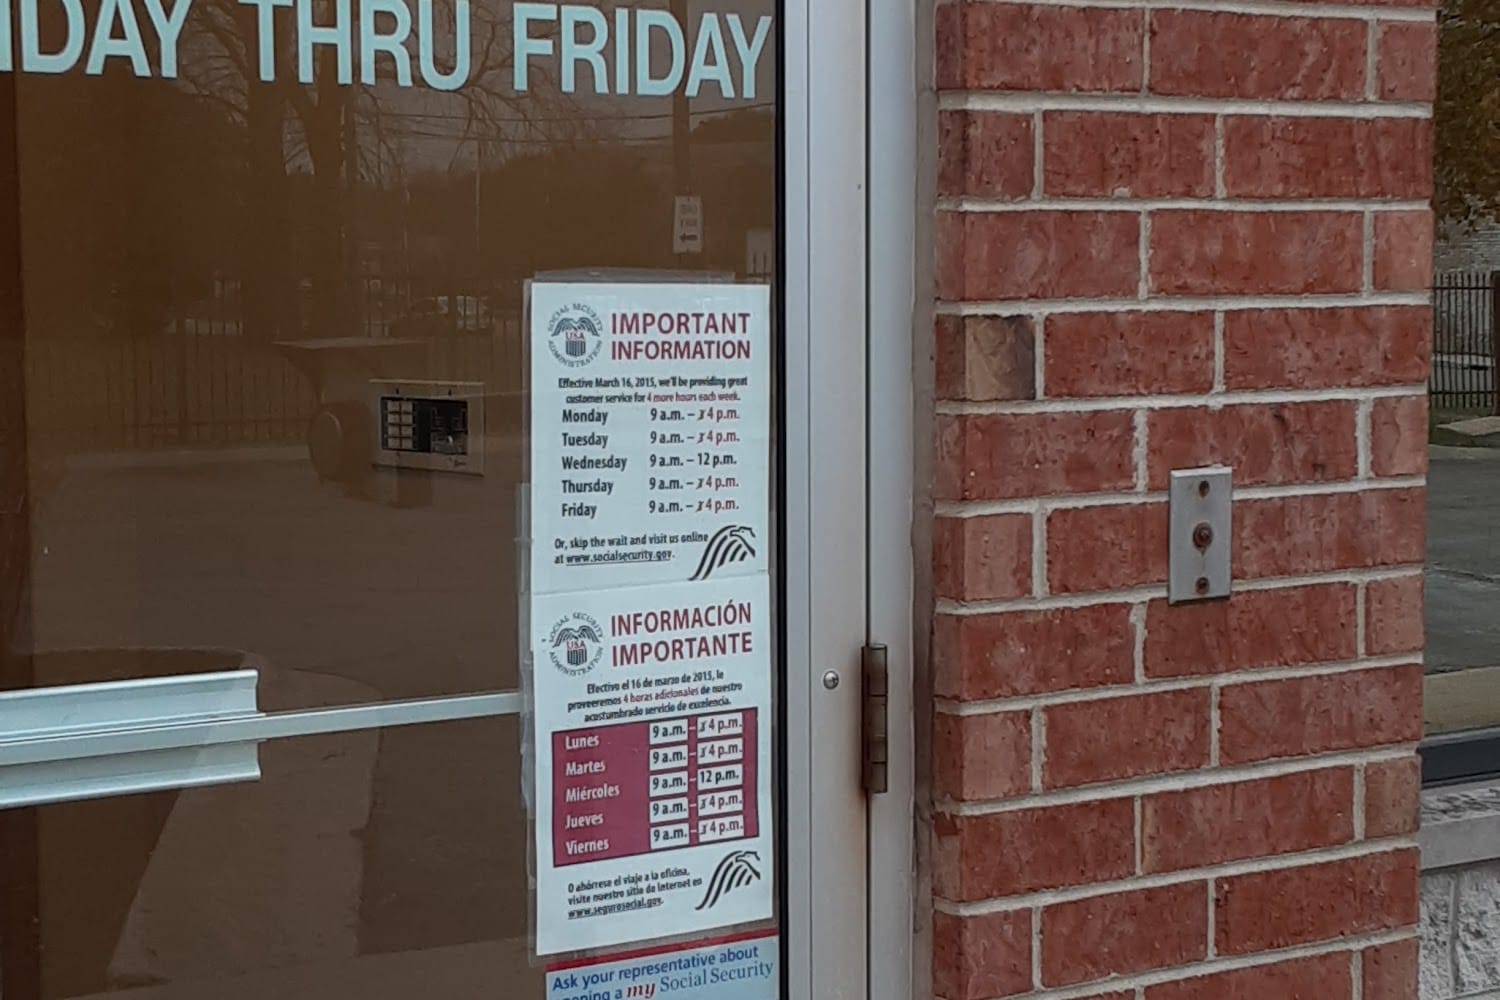 DAY THRU FRIDAY
SOCIAL SECURITY ADMINISTRATION
USA
IMPORTANT
INFORMATION
Effective March 16, 2015, we'll be providing great
customer service for 4 more hours each week.
Monday 9 a.m. – 4 p.m.
Tuesday 9 a.m. – 4 p.m.
Wednesday 9 a.m. – 12 p.m.
Thursday 9 a.m. – 4 p.m.
Friday 9 a.m. – 4 p.m.
Or, skip the wait and visit us online
at www.socialsecurity.gov.
SOCIAL SECURITY ADMINISTRATION
USA
INFORMACIÓN
IMPORTANTE
Efectivo el 16 de marzo de 2015, le
proveeremos 4 horas adicionales de nuestro
acostumbrado servicio de excelencia.
Lunes 9 a.m. – 4 p.m.
Martes 9 a.m. – 4 p.m.
Miércoles 9 a.m. – 12 p.m.
Jueves 9 a.m. – 4 p.m.
Viernes 9 a.m. – 4 p.m.
O ahórrese el viaje a la oficina,
visite nuestro sitio de Internet en
www.segurosocial.gov.
Ask your representative about
a my Social Security